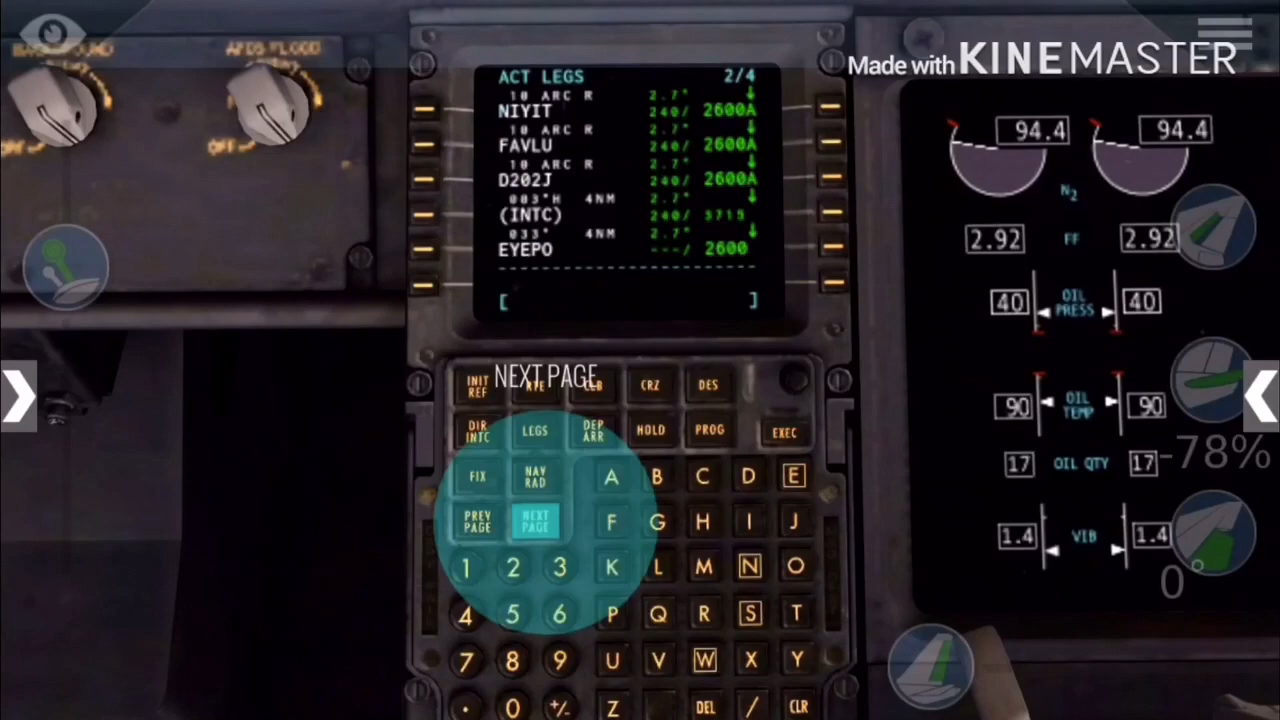 Made with KINEMASTER
AFDS FLOOD
OFF
ACT LEGS 2/4
10 ARC R 2.7°
NIYIT 240/ 2600A
10 ARC R 2.7°
FAVLU 240/ 2600A
10 ARC R 2.7°
D202J 240/ 2600A
003°H 4NM 2.7°
(INTC) 240/ 3715
033° 4NM 2.7°
EYEPO ---/ 2600
[ ]
94.4 94.4
N2
2.92 FF 2.92
40 OIL PRESS 40
90 OIL TEMP 90
17 OIL QTY 17
1.4 VIB 1.4
-78%
0°
NEXT PAGE
INIT REF RTE CLB CRZ DES
DIR INTC LEGS DEP ARR HOLD PROG EXEC
FIX NAV RAD A B C D E
PREV PAGE NEXT PAGE F G H I J
1 2 3 K L M N O
4 5 6 P Q R S T
7 8 9 U V W X Y
. 0 +/- Z DEL / CLR